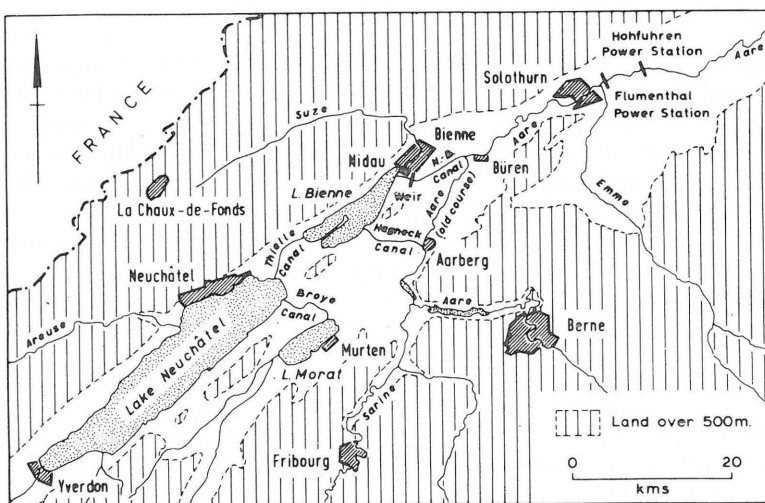 Hohfuhren
Power Station
Aare
Solothurn
Flumenthal
Power Station
FRANCE
Suze
Bienne
Nidau
N.-B.
Canal
Büren
Aare
Weir
La Chaux-de-Fonds
L. Bienne
Aare
(old course)
Emme
Hagneck
Canal
Thielle
Canal
Aarberg
Neuchâtel
Broye
Canal
Aare
Berne
Areuse
Lake Neuchâtel
Murten
L. Morat
Sarine
Land over 500m.
Fribourg
0 20
kms
Yverdon